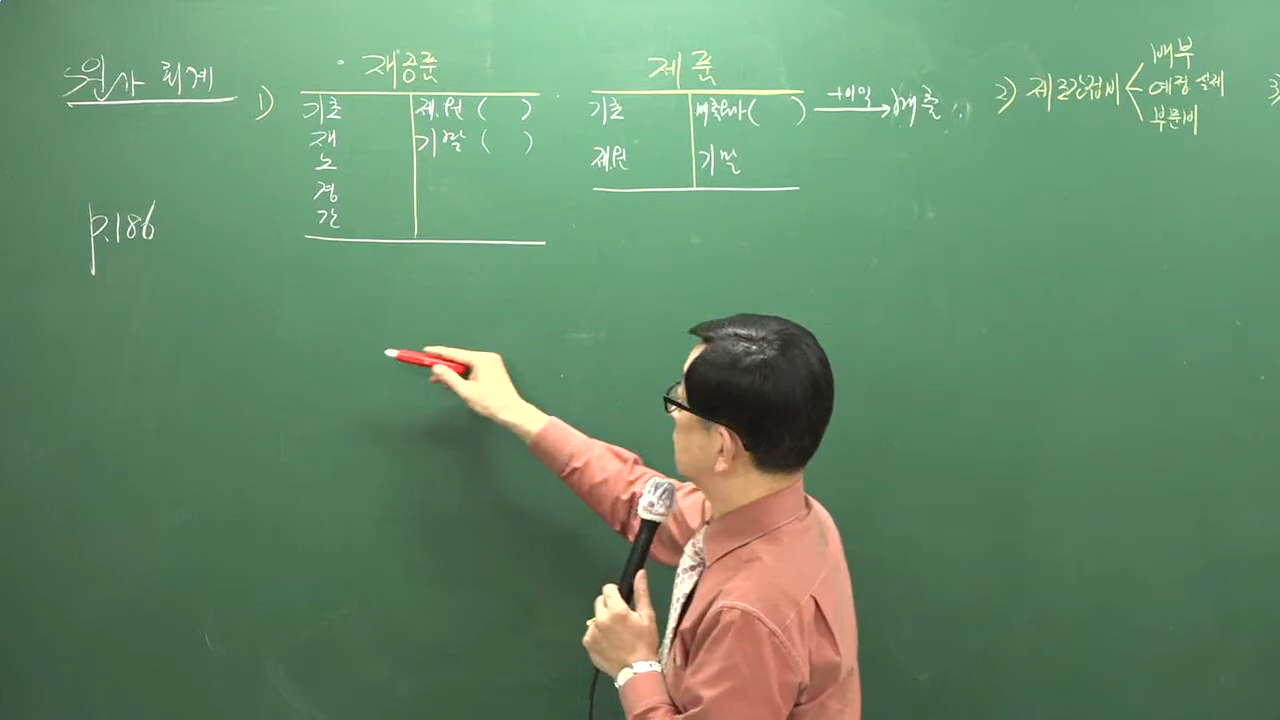 원가 회계
p.186
1)
재공품
기초
재
노
경
간
제.원 ( )
기말 ( )
제품
기초
제.원
매출원가 ( )
기말
+이익
매출
2) 제조간접비
배부
예정 실제
부문비
3)